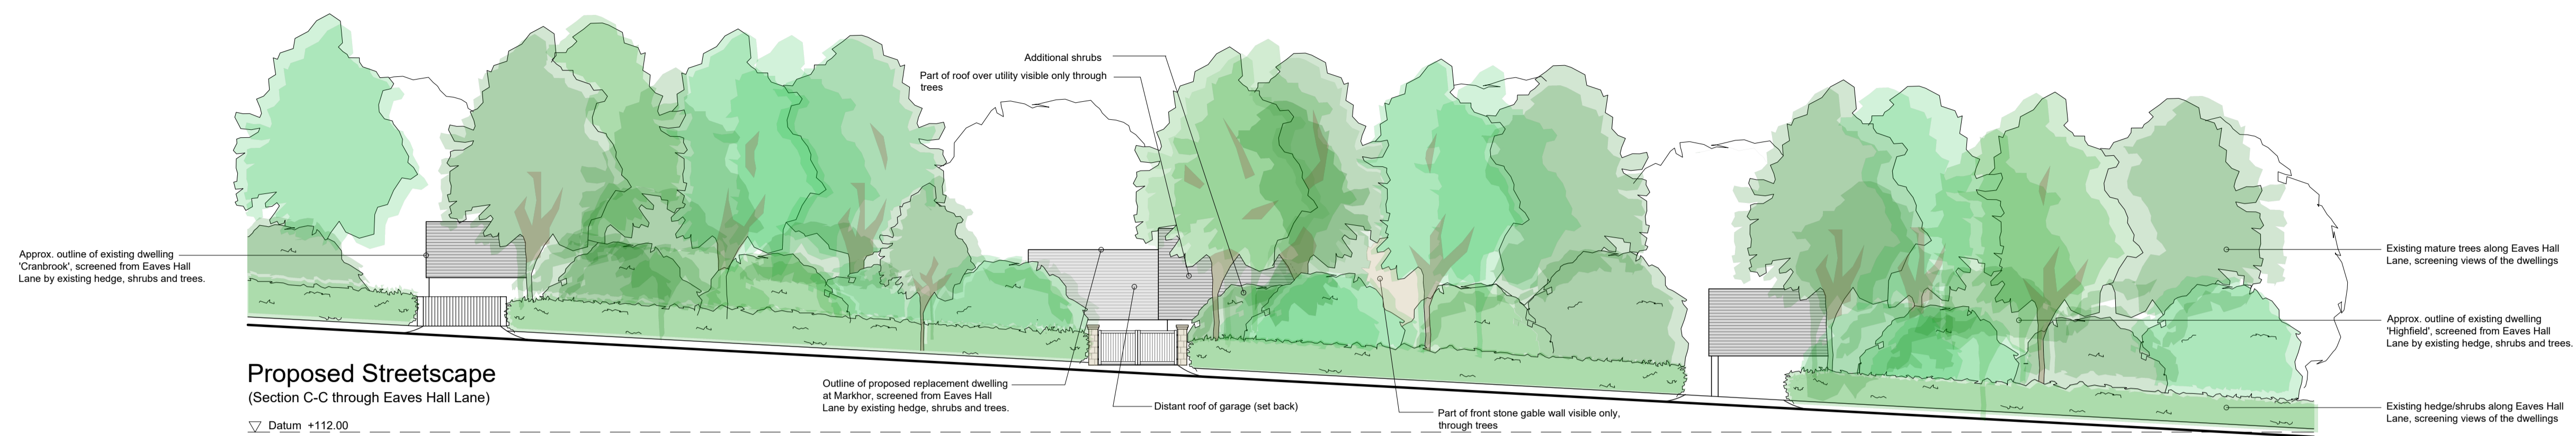 Additional shrubs
Part of roof over utility visible only through
trees
Approx. outline of existing dwelling
'Cranbrook', screened from Eaves Hall
Lane by existing hedge, shrubs and trees.
Existing mature trees along Eaves Hall
Lane, screening views of the dwellings
Approx. outline of existing dwelling
'Highfield', screened from Eaves Hall
Lane by existing hedge, shrubs and trees.
Proposed Streetscape
(Section C-C through Eaves Hall Lane)
Outline of proposed replacement dwelling
at Markhor, screened from Eaves Hall
Lane by existing hedge, shrubs and trees.
Distant roof of garage (set back)
Part of front stone gable wall visible only,
through trees
Existing hedge/shrubs along Eaves Hall
Lane, screening views of the dwellings
Datum +112.00